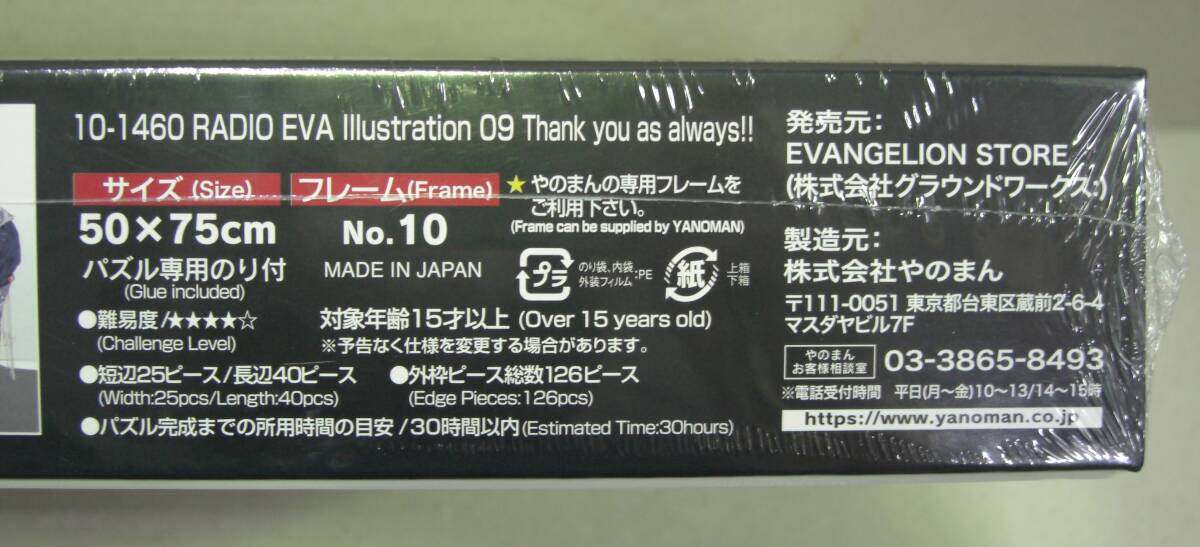 10-1460 RADIO EVA Illustration 09 Thank you as always!!
サイズ (Size)
50×75cm
パズル専用のり付
(Glue included)
フレーム(Frame)
No.10
MADE IN JAPAN
★やのまんの専用フレームを
ご利用下さい。
(Frame can be supplied by YANOMAN)
プラ
のり袋、内袋、
外装フィルム:PE
紙
上箱
下箱
●難易度/★★★★☆
(Challenge Level)
対象年齢15才以上 (Over 15 years old)
※予告なく仕様を変更する場合があります。
●短辺25ピース/長辺40ピース
(Width:25pcs/Length:40pcs)
●外枠ピース総数126ピース
(Edge Pieces:126pcs)
●パズル完成までの所用時間の目安/30時間以内(Estimated Time:30hours)
発売元:
EVANGELION STORE
(株式会社グラウンドワークス:)
製造元:
株式会社やのまん
〒111-0051 東京都台東区蔵前2-6-4
マスダヤビル7F
やのまん
お客様相談室
03-3865-8493
※電話受付時間 平日(月~金)10~13/14~15時
https://www.yanoman.co.jp